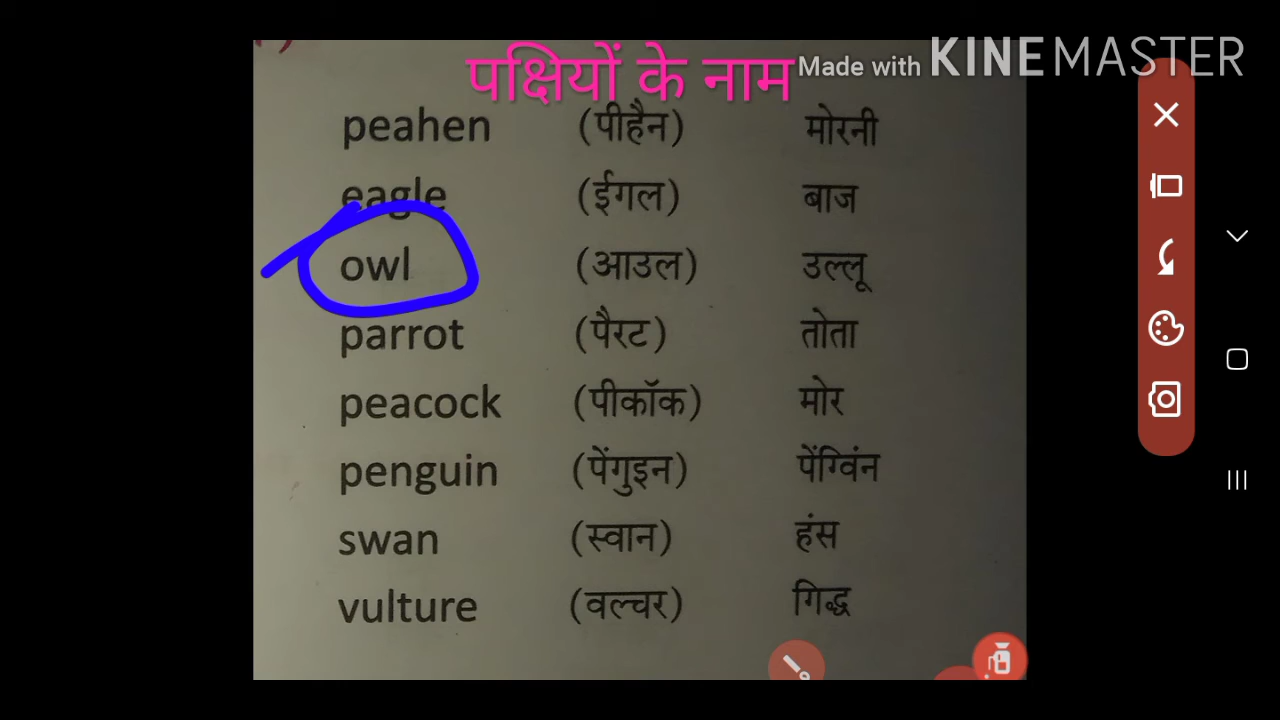 पक्षियों के नाम Made with KINEMASTER
peahen (पीहैन) मोरनी
eagle (ईगल) बाज
owl (आउल) उल्लू
parrot (पैरट) तोता
peacock (पीकॉक) मोर
penguin (पेंगुइन) पेंग्विंन
swan (स्वान) हंस
vulture (वल्चर) गिद्ध